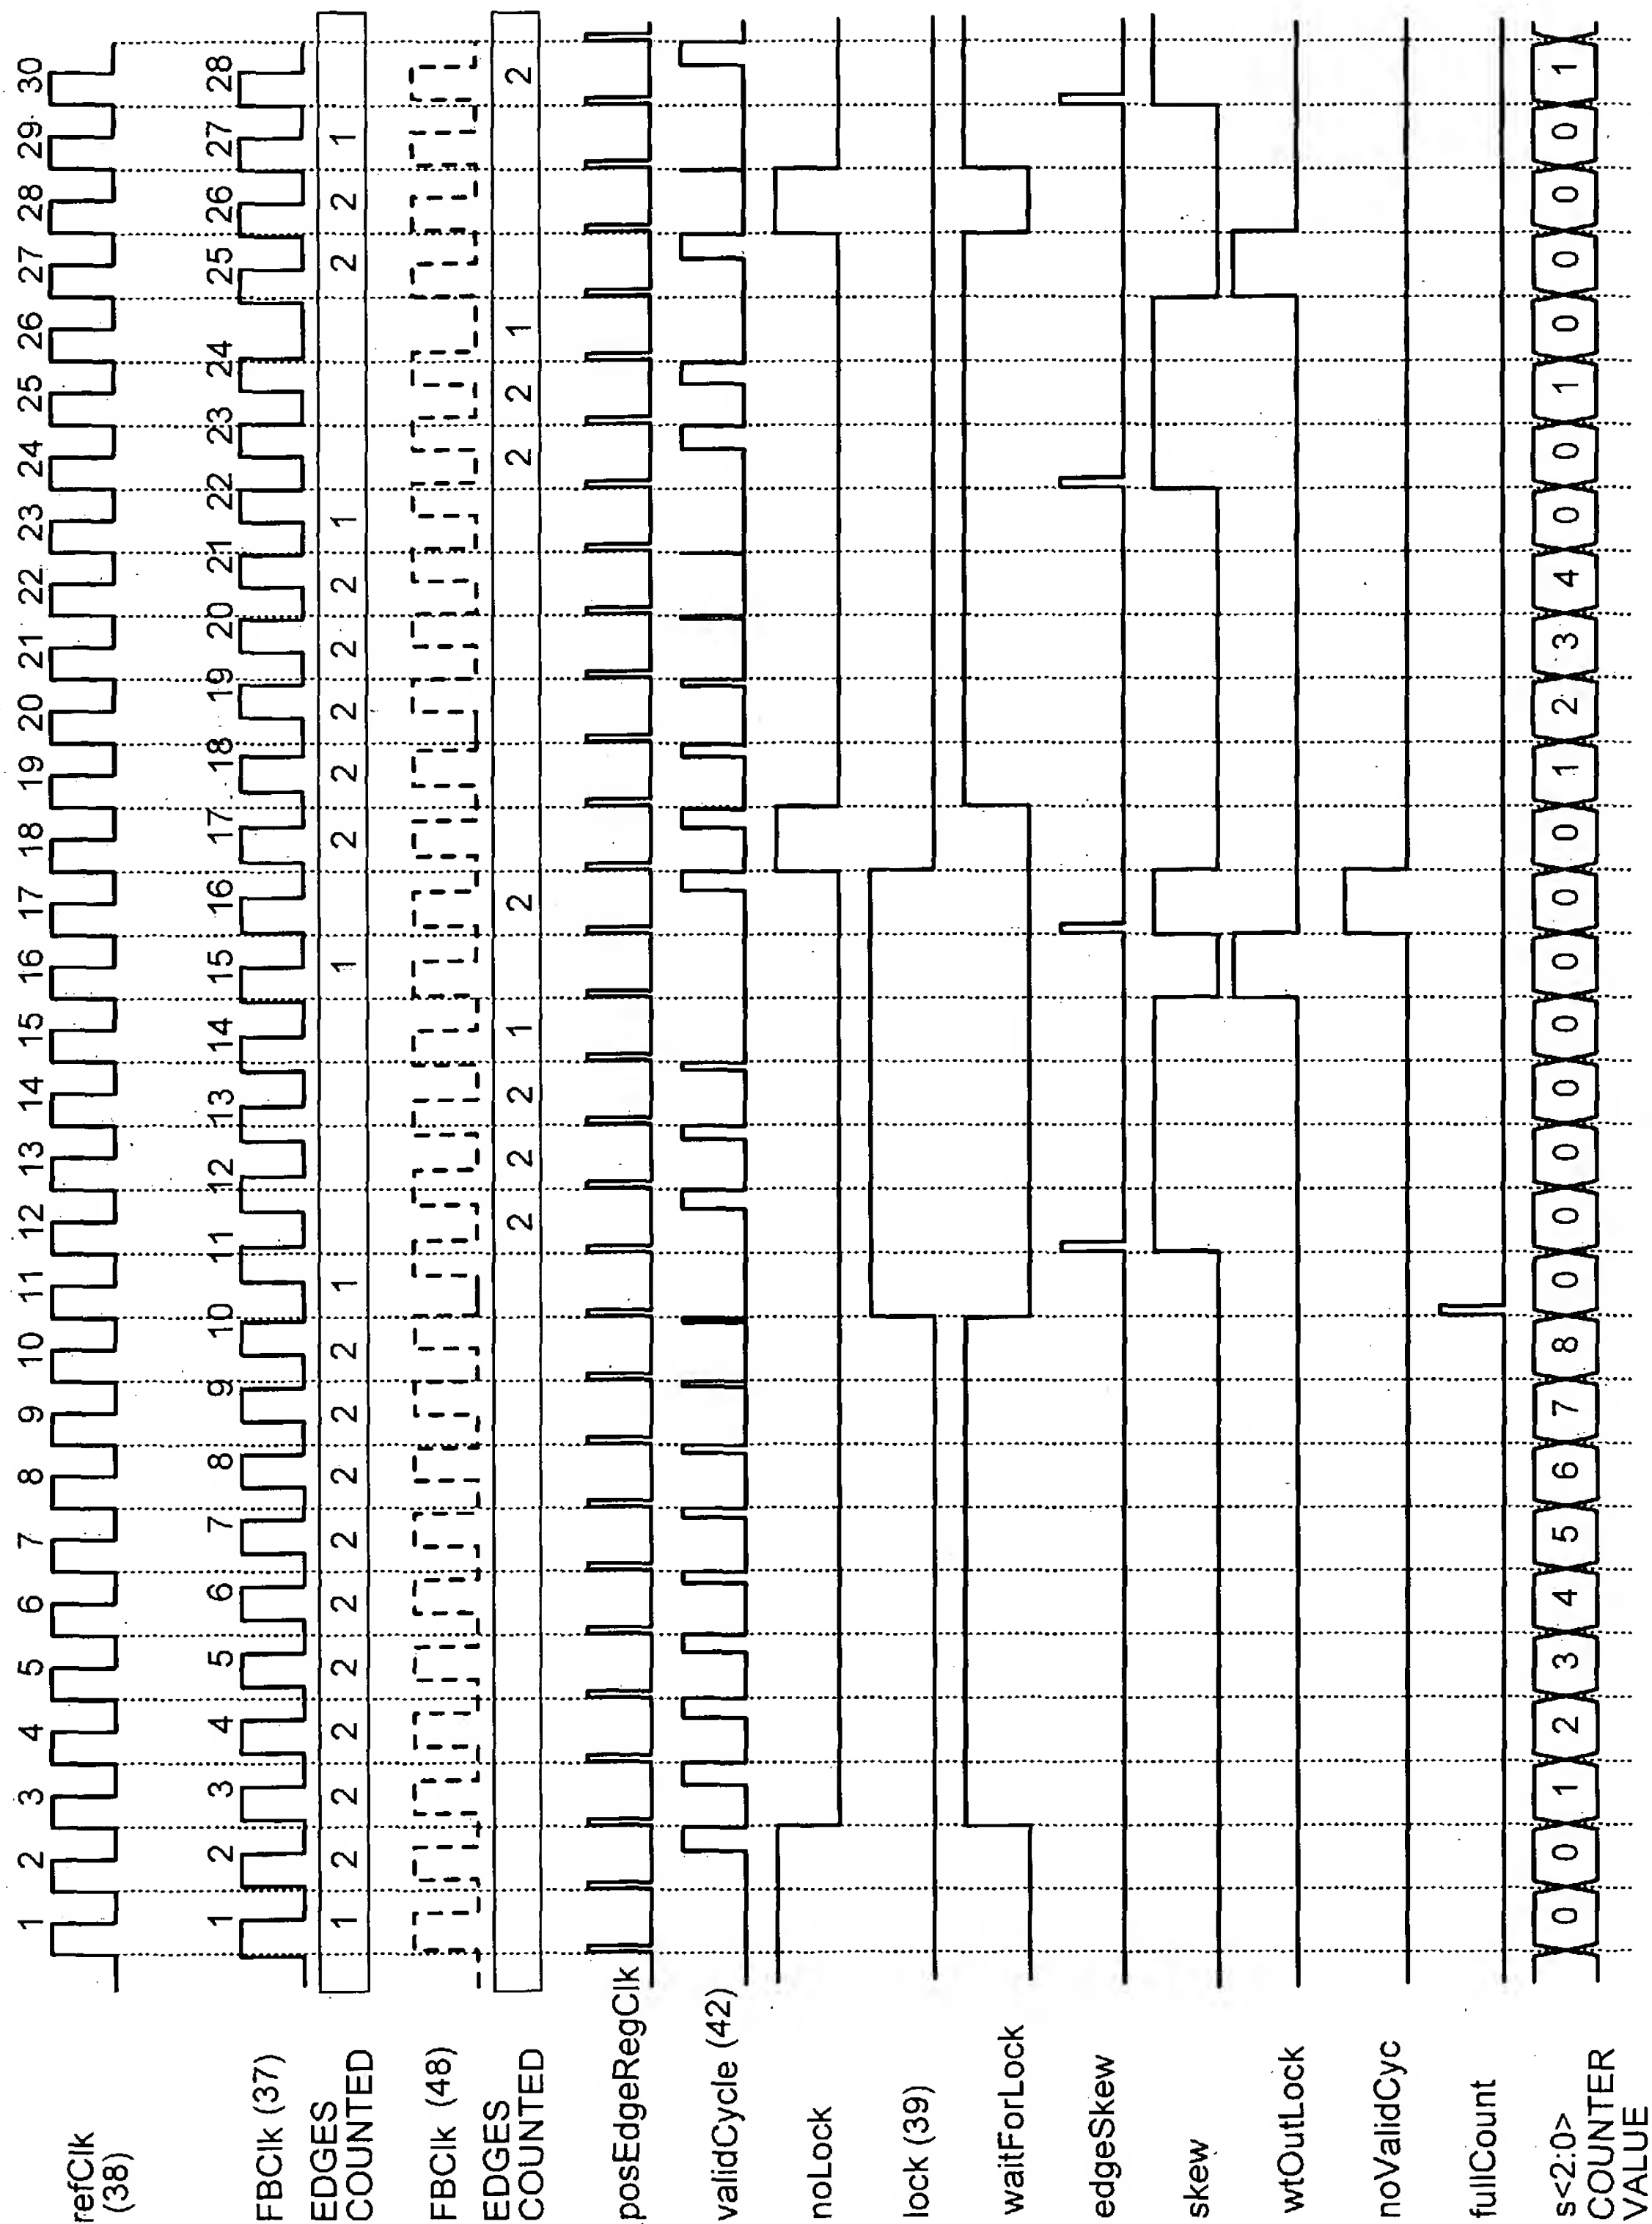 1 2 3 4 5 6 7 8 9 10 11 12 13 14 15 16 17 18 19 20 21 22 23 24 25 26 27 28 29 30
refClk
(38)
1 2 3 4 5 6 7 8 9 10 11 12 13 14 15 16 17 18 19 20 21 22 23 24 25 26 27 28
FBClk (37)
EDGES
COUNTED
1 2 2 2 2 2 2 2 2 2 1 1 2 2 2 2 2 1 2 2 1
FBClk (48)
EDGES
COUNTED
2 2 2 1 2 2 2 1 2
posEdgeRegClk
validCycle (42)
noLock
lock (39)
waitForLock
edgeSkew
skew
wtOutLock
noValidCyc
fullCount
s<2:0>
COUNTER
VALUE
0 0 1 2 3 4 5 6 7 8 0 0 0 0 0 0 0 0 1 2 3 4 0 0 1 0 0 0 0 1